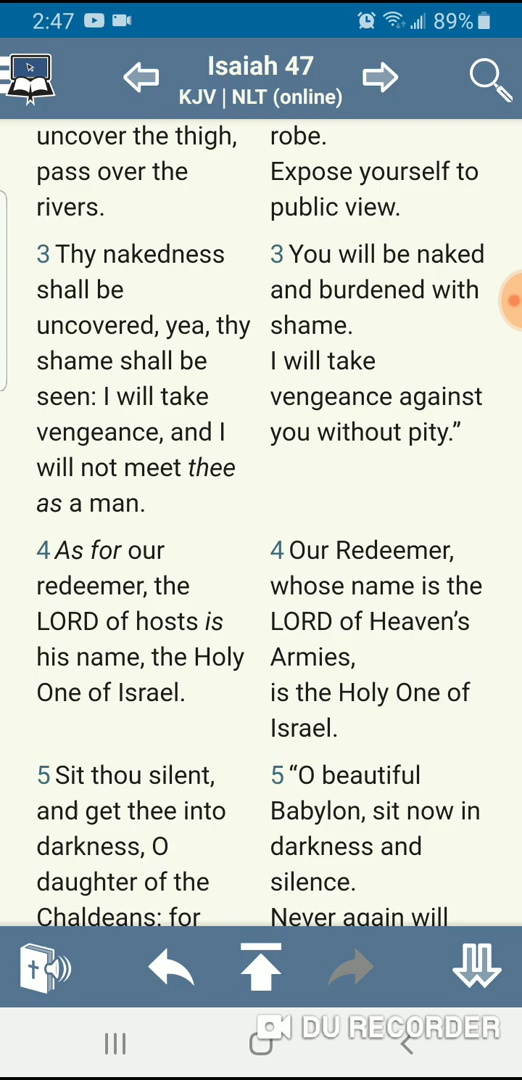 2:47
89%
Isaiah 47
KJV | NLT (online)
uncover the thigh,
pass over the
rivers.
3 Thy nakedness
shall be
uncovered, yea, thy
shame shall be
seen: I will take
vengeance, and I
will not meet thee
as a man.
4 As for our
redeemer, the
LORD of hosts is
his name, the Holy
One of Israel.
5 Sit thou silent,
and get thee into
darkness, O
daughter of the
Chaldeans: for
robe.
Expose yourself to
public view.
3 You will be naked
and burdened with
shame.
I will take
vengeance against
you without pity.”
4 Our Redeemer,
whose name is the
LORD of Heaven’s
Armies,
is the Holy One of
Israel.
5 “O beautiful
Babylon, sit now in
darkness and
silence.
Never again will
DU RECORDER